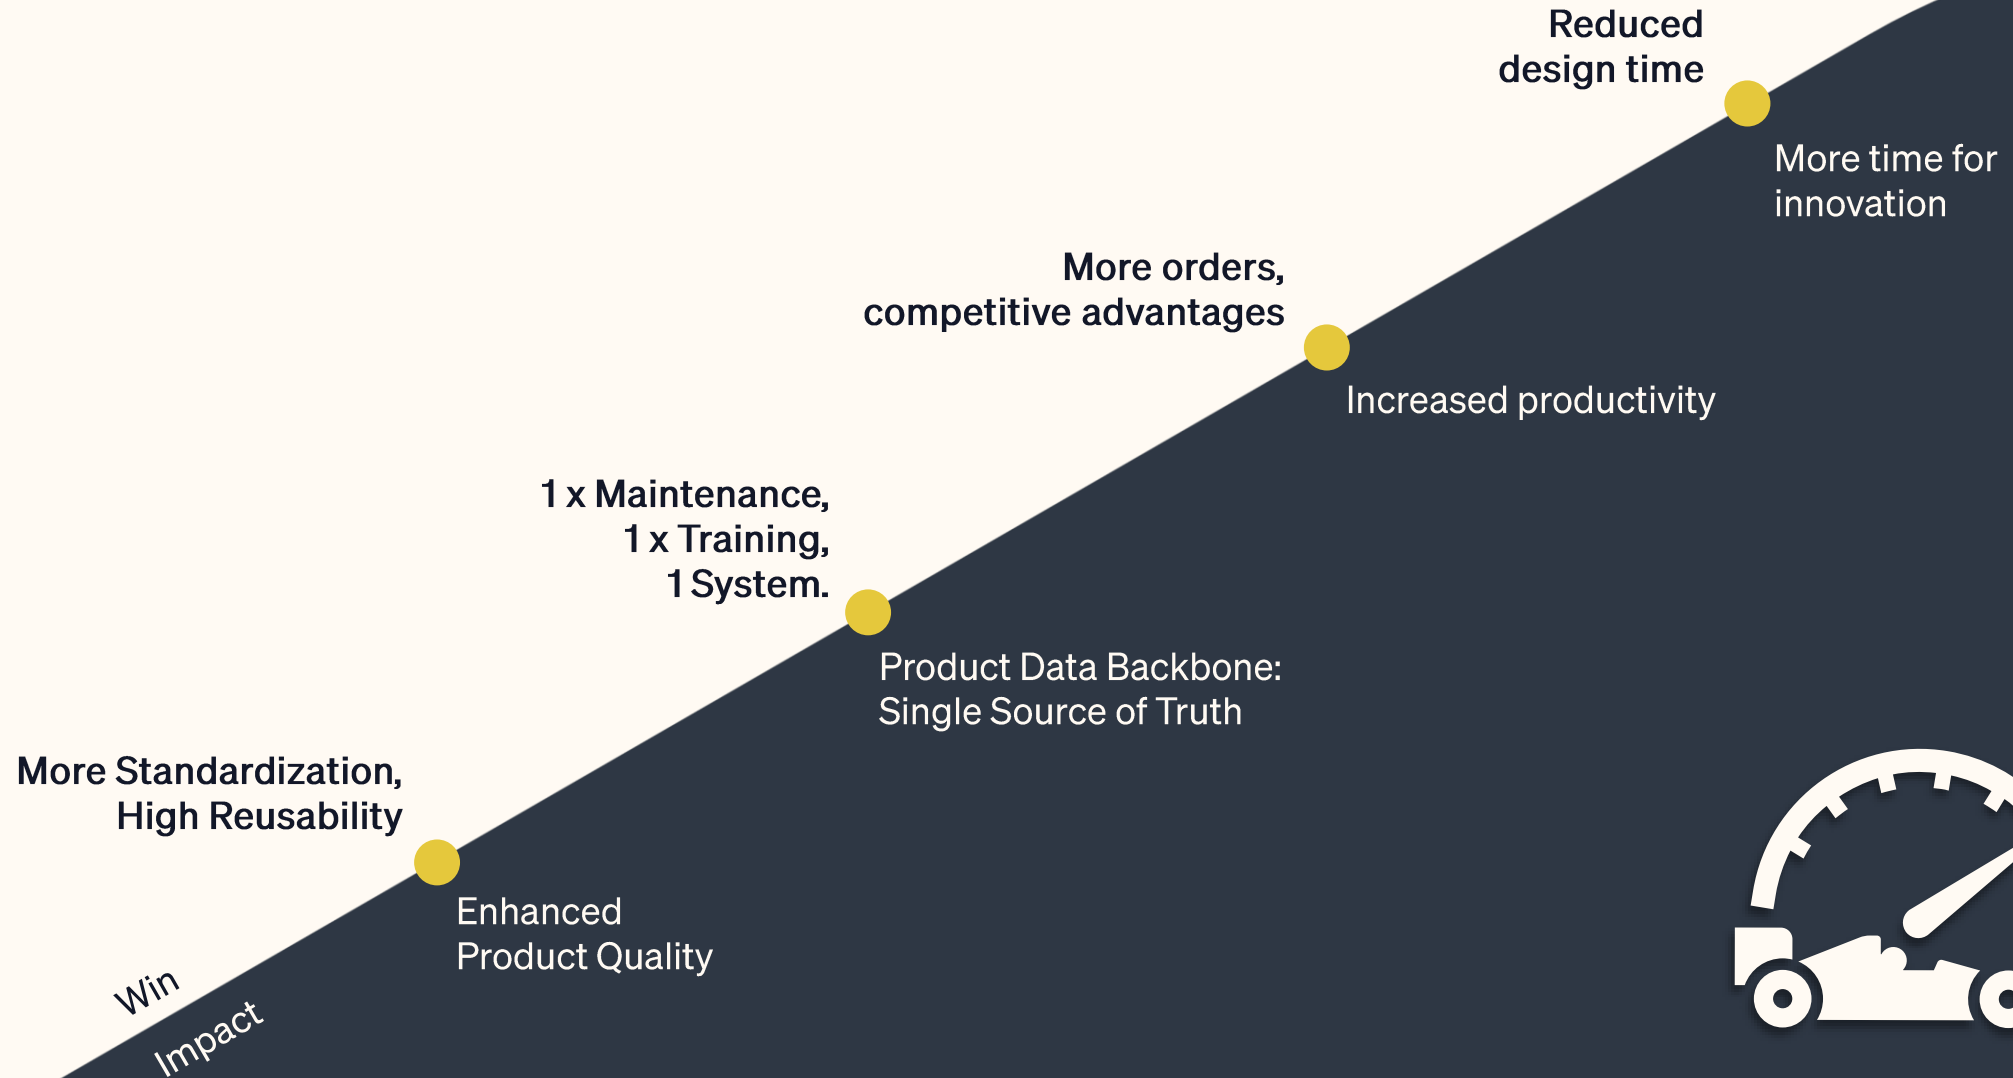 Reduced
design time
More time for
innovation
More orders,
competitive advantages
Increased productivity
1 x Maintenance,
1 x Training,
1 System.
Product Data Backbone:
Single Source of Truth
More Standardization,
High Reusability
Enhanced
Product Quality
Win
Impact